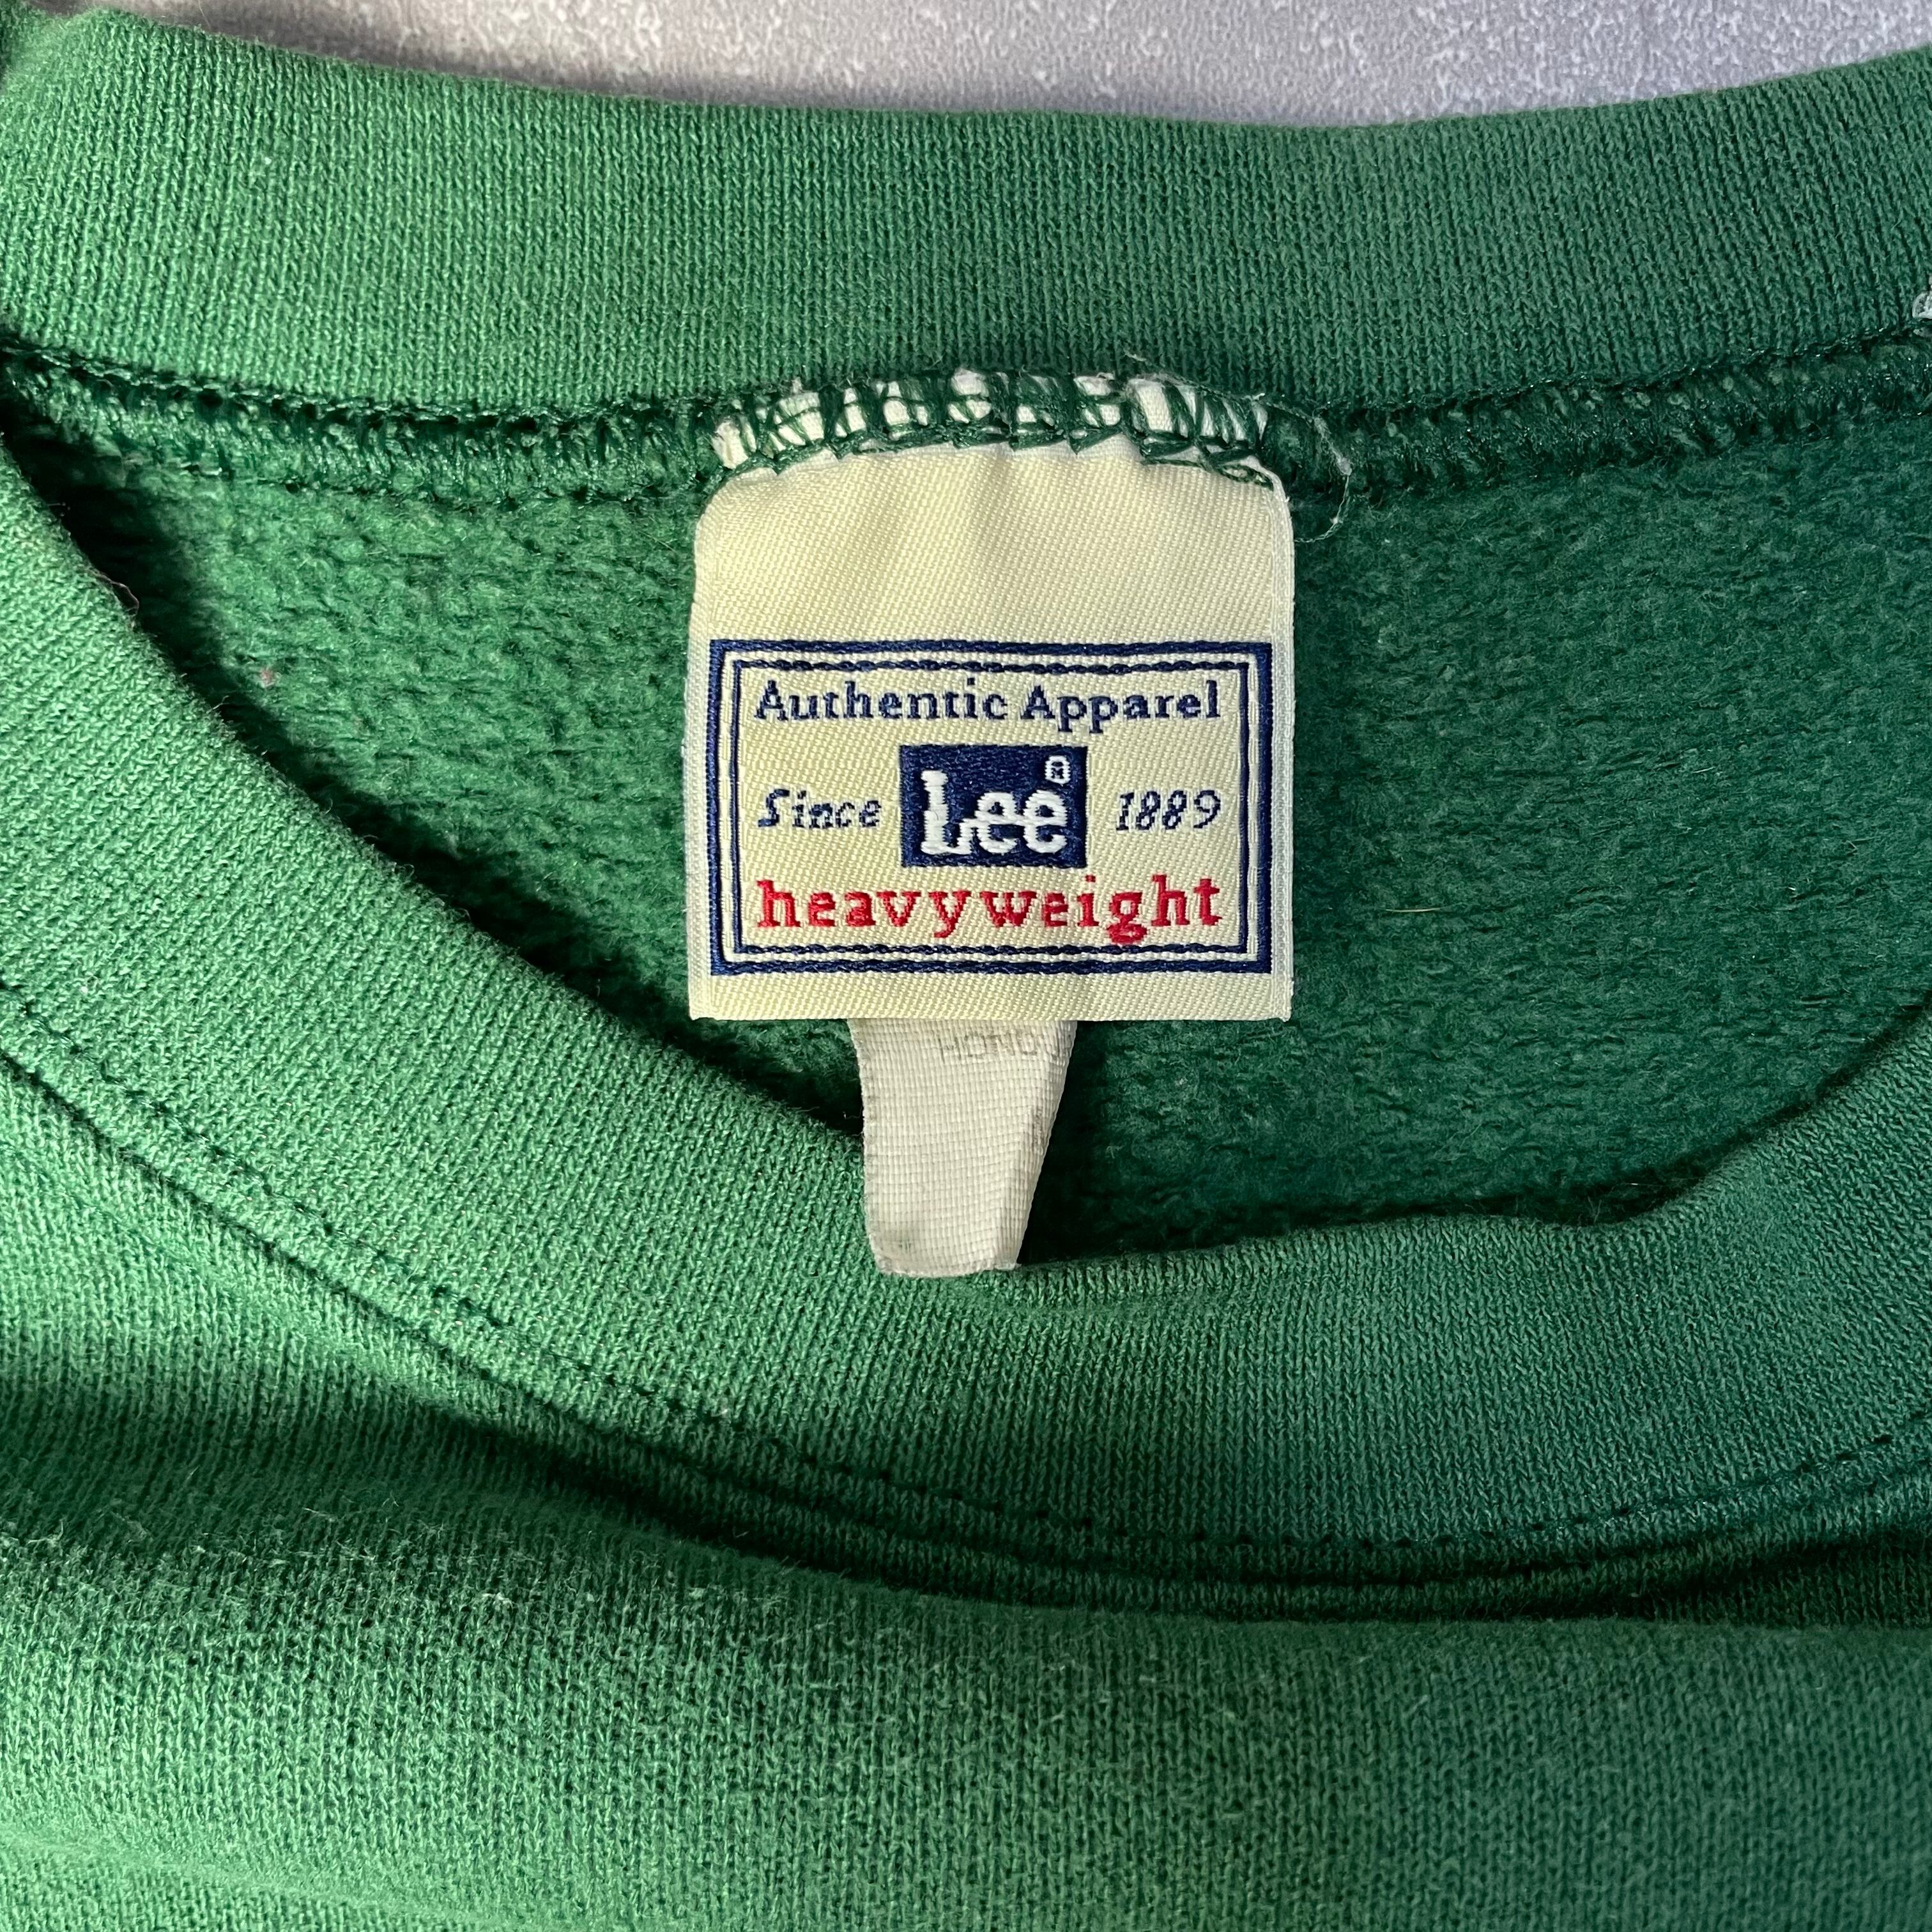 Authentic Apparel
Since Lee® 1889
heavyweight